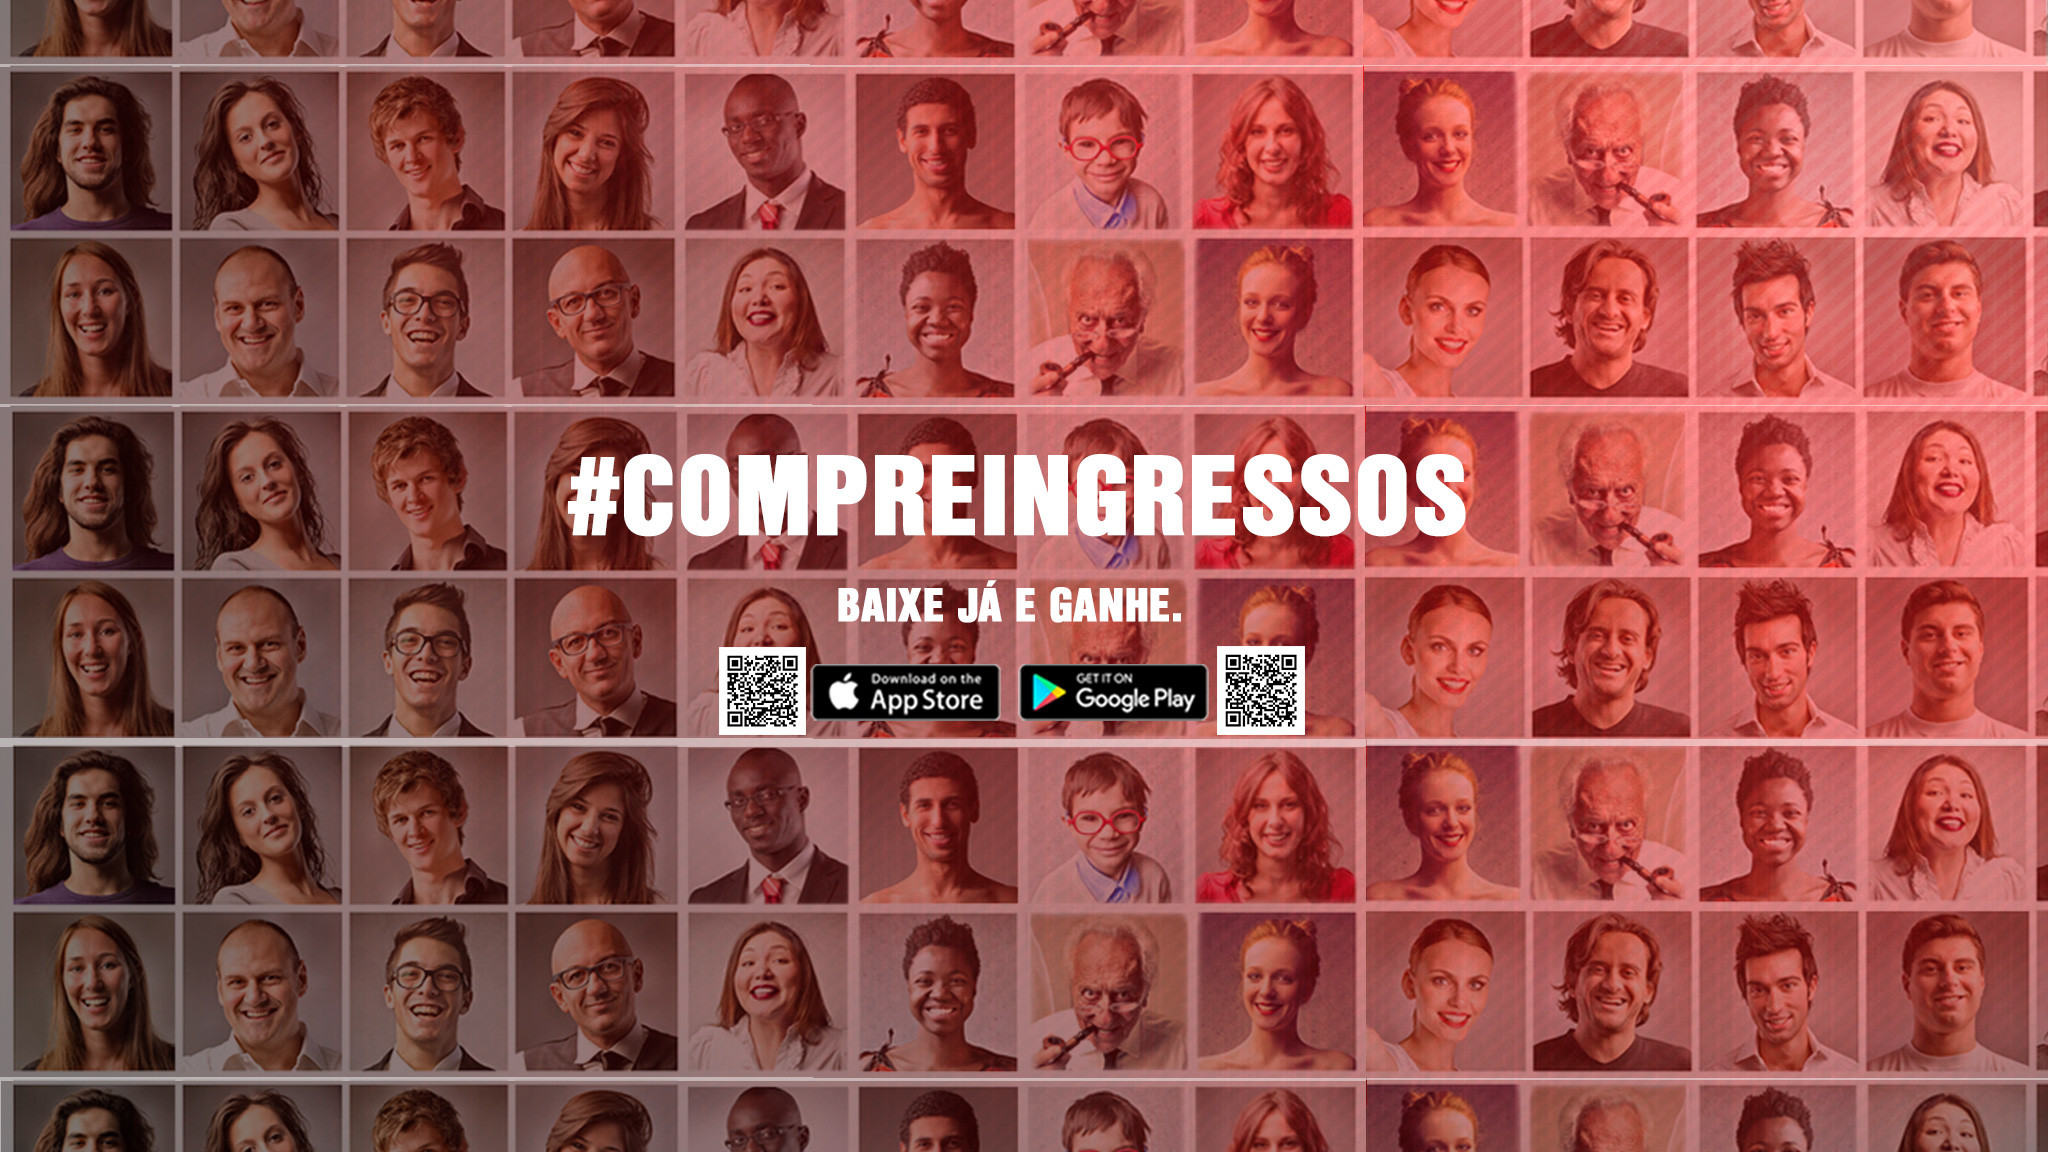 #COMPREINGRESSOS
BAIXE JÁ E GANHE.
Download on the
App Store
GET IT ON
Google Play